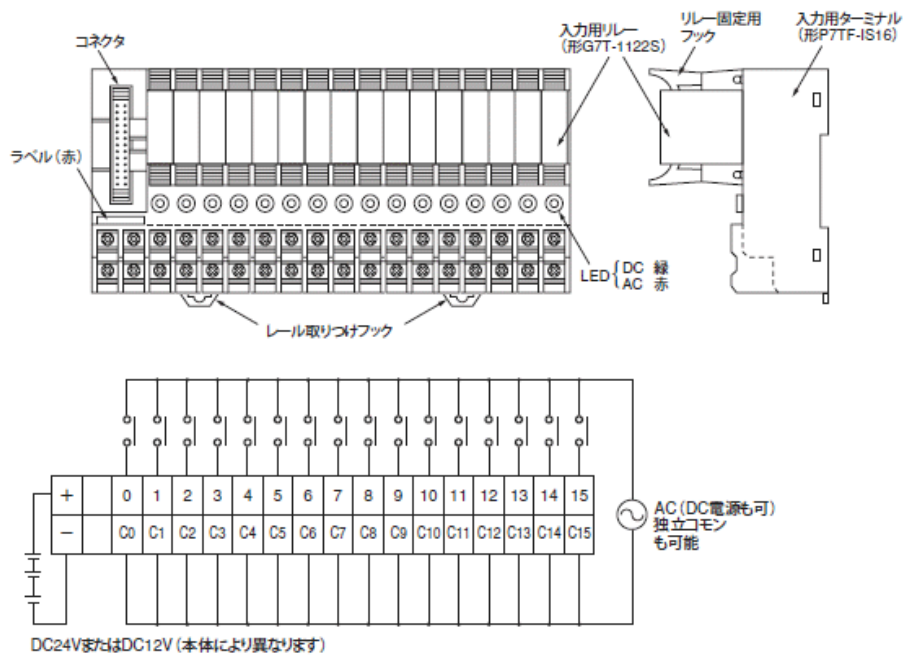 コネクタ
入力用リレー
（形G7T-1122S）
リレー固定用
フック
入力用ターミナル
（形P7TF-IS16）
ラベル（赤）
LED
DC 緑
AC 赤
レール取りつけフック
+ 0 1 2 3 4 5 6 7 8 9 10 11 12 13 14 15
− C0 C1 C2 C3 C4 C5 C6 C7 C8 C9 C10 C11 C12 C13 C14 C15
AC（DC電源も可）
独立コモン
も可能
DC24VまたはDC12V（本体により異なります）